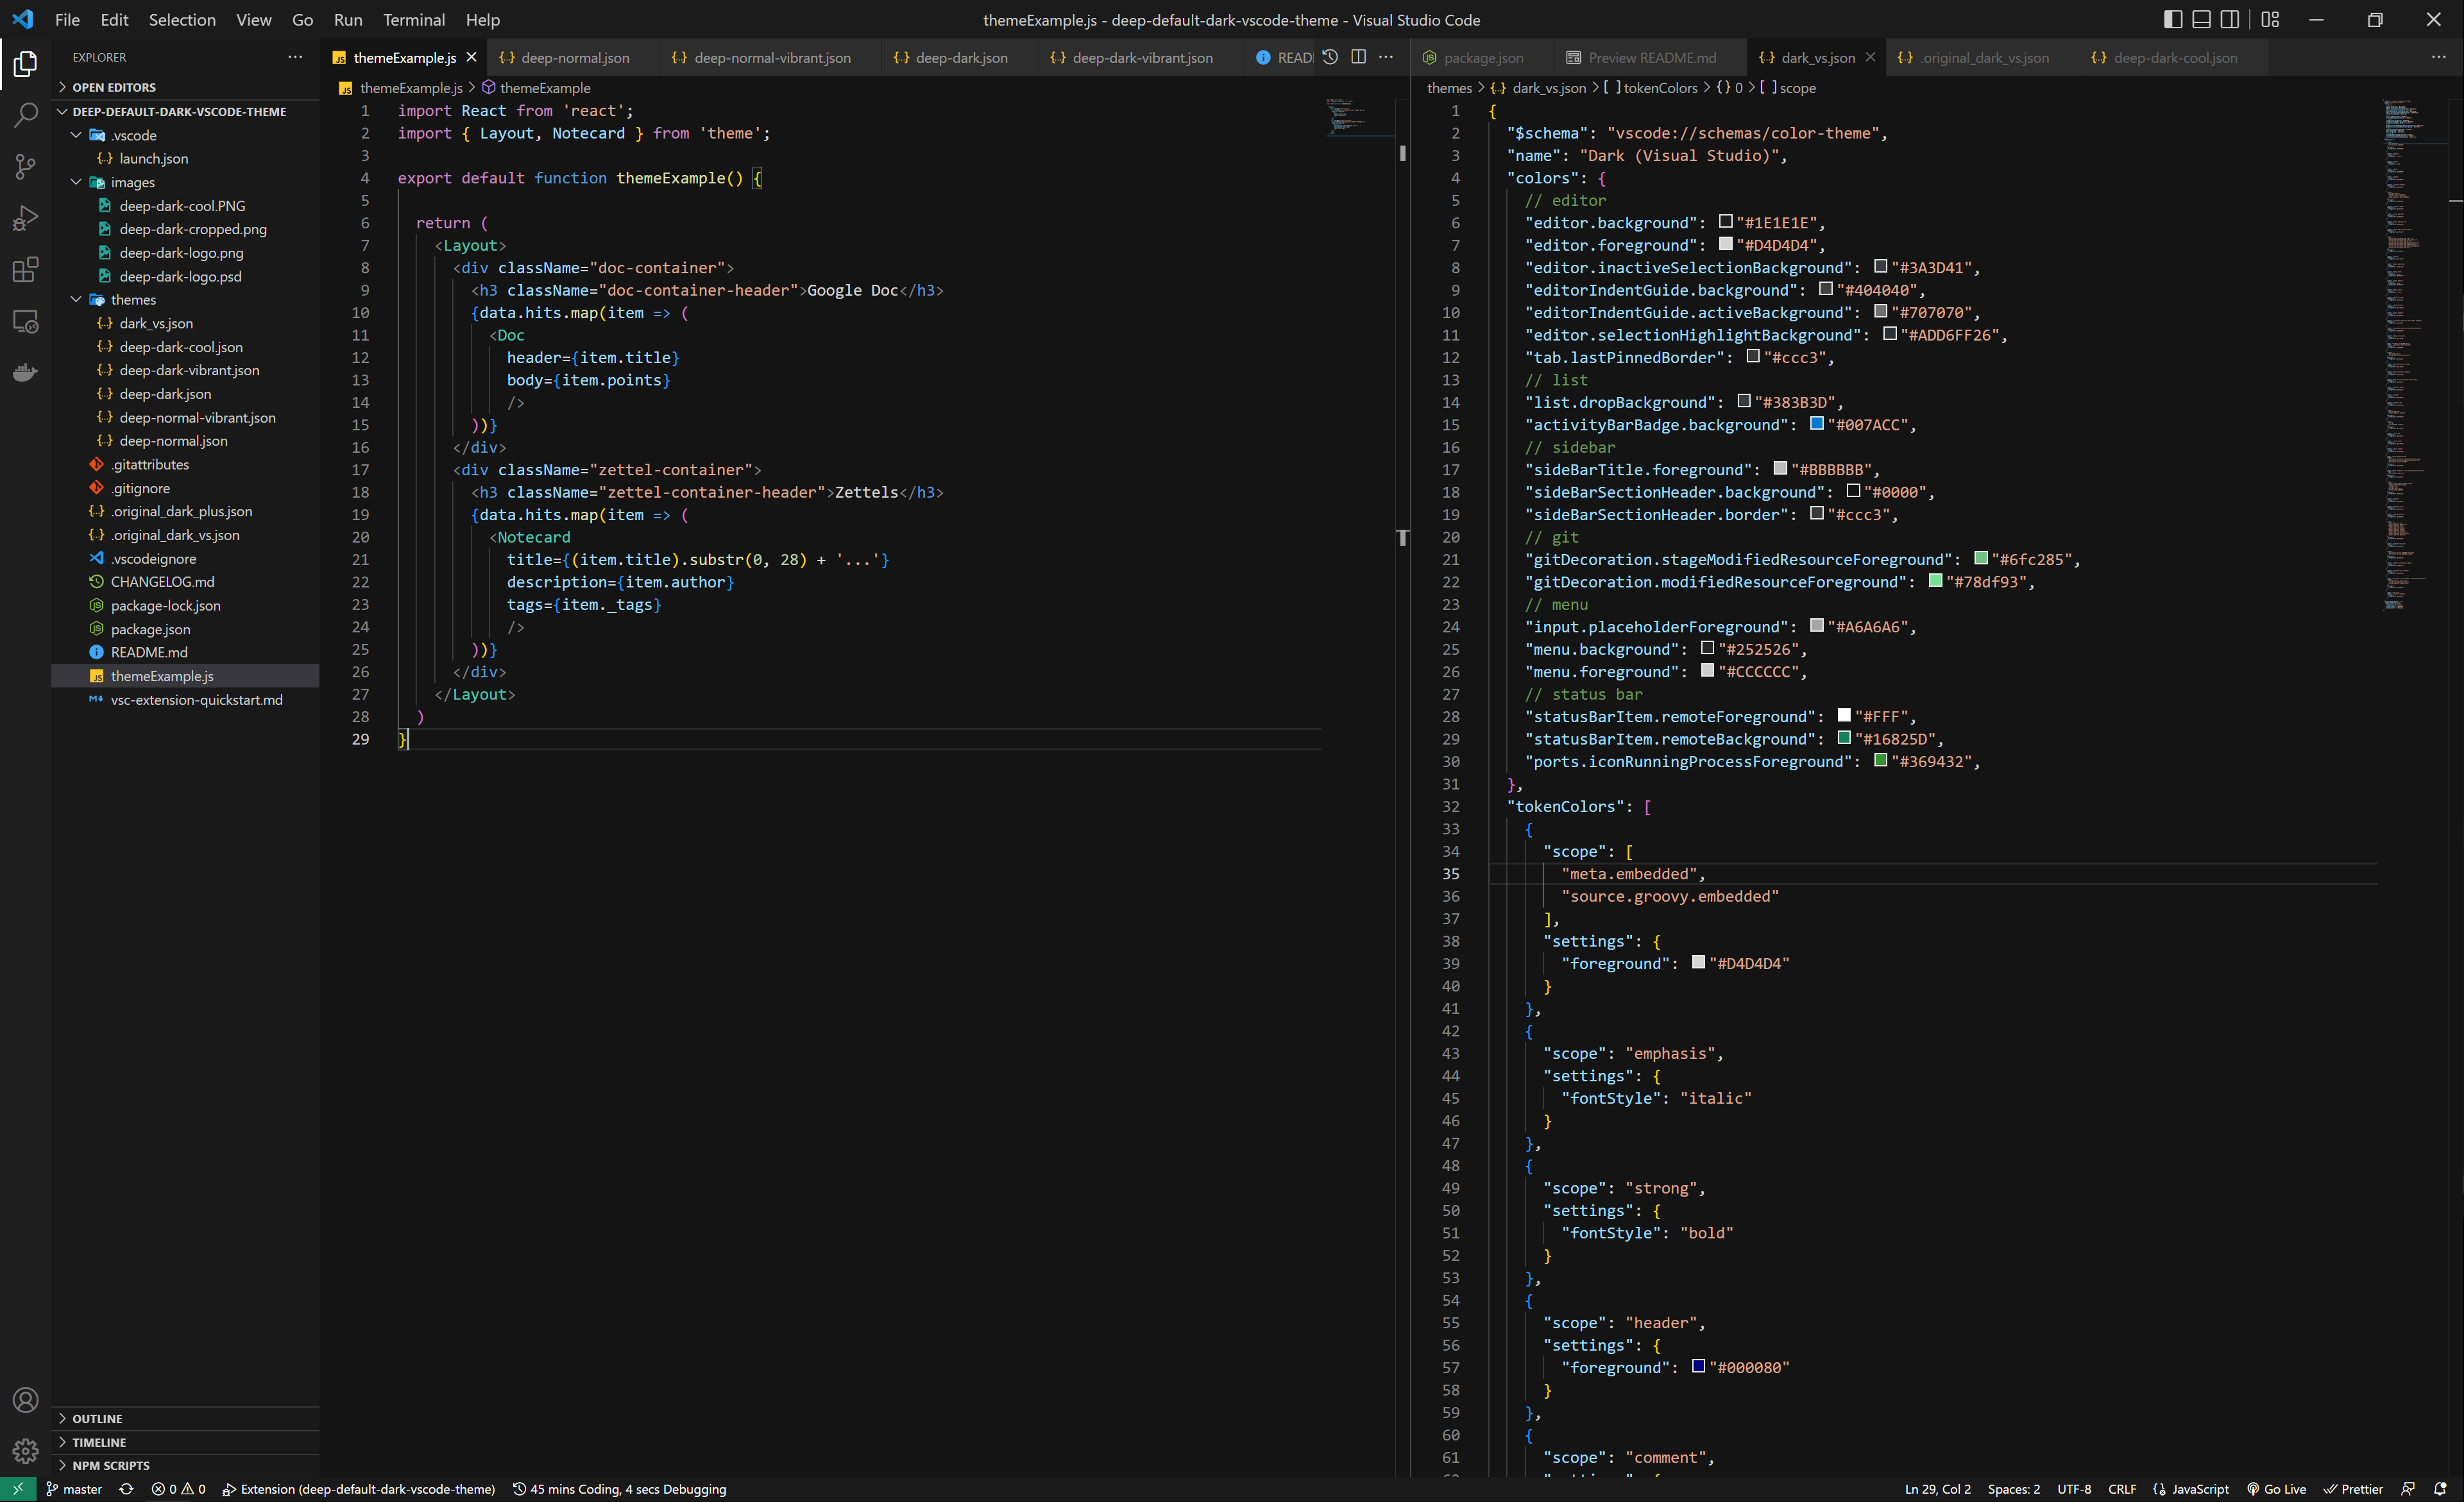 File Edit Selection View Go Run Terminal Help
themeExample.js - deep-default-dark-vscode-theme - Visual Studio Code
EXPLORER
OPEN EDITORS
DEEP-DEFAULT-DARK-VSCODE-THEME
.vscode
launch.json
images
deep-dark-cool.PNG
deep-dark-cropped.png
deep-dark-logo.png
deep-dark-logo.psd
themes
dark_vs.json
deep-dark-cool.json
deep-dark-vibrant.json
deep-dark.json
deep-normal-vibrant.json
deep-normal.json
.gitattributes
.gitignore
.original_dark_plus.json
.original_dark_vs.json
.vscodeignore
CHANGELOG.md
package-lock.json
package.json
README.md
themeExample.js
vsc-extension-quickstart.md
OUTLINE
TIMELINE
NPM SCRIPTS
themeExample.js deep-normal.json deep-normal-vibrant.json deep-dark.json deep-dark-vibrant.json READ
themeExample.js > themeExample
1 import React from 'react';
2 import { Layout, Notecard } from 'theme';
3
4 export default function themeExample() {
5
6 return (
7 <Layout>
8 <div className="doc-container">
9 <h3 className="doc-container-header">Google Doc</h3>
10 {data.hits.map(item => (
11 <Doc
12 header={item.title}
13 body={item.points}
14 />
15 ))}
16 </div>
17 <div className="zettel-container">
18 <h3 className="zettel-container-header">Zettels</h3>
19 {data.hits.map(item => (
20 <Notecard
21 title={(item.title).substr(0, 28) + '...'}
22 description={item.author}
23 tags={item._tags}
24 />
25 ))}
26 </div>
27 </Layout>
28 )
29 }
package.json Preview README.md dark_vs.json .original_dark_vs.json deep-dark-cool.json
themes > dark_vs.json > [ ] tokenColors > { } 0 > [ ] scope
1 {
2 "$schema": "vscode://schemas/color-theme",
3 "name": "Dark (Visual Studio)",
4 "colors": {
5 // editor
6 "editor.background": "#1E1E1E",
7 "editor.foreground": "#D4D4D4",
8 "editor.inactiveSelectionBackground": "#3A3D41",
9 "editorIndentGuide.background": "#404040",
10 "editorIndentGuide.activeBackground": "#707070",
11 "editor.selectionHighlightBackground": "#ADD6FF26",
12 "tab.lastPinnedBorder": "#ccc3",
13 // list
14 "list.dropBackground": "#383B3D",
15 "activityBarBadge.background": "#007ACC",
16 // sidebar
17 "sideBarTitle.foreground": "#BBBBBB",
18 "sideBarSectionHeader.background": "#0000",
19 "sideBarSectionHeader.border": "#ccc3",
20 // git
21 "gitDecoration.stageModifiedResourceForeground": "#6fc285",
22 "gitDecoration.modifiedResourceForeground": "#78df93",
23 // menu
24 "input.placeholderForeground": "#A6A6A6",
25 "menu.background": "#252526",
26 "menu.foreground": "#CCCCCC",
27 // status bar
28 "statusBarItem.remoteForeground": "#FFF",
29 "statusBarItem.remoteBackground": "#16825D",
30 "ports.iconRunningProcessForeground": "#369432",
31 },
32 "tokenColors": [
33 {
34 "scope": [
35 "meta.embedded",
36 "source.groovy.embedded"
37 ],
38 "settings": {
39 "foreground": "#D4D4D4"
40 }
41 },
42 {
43 "scope": "emphasis",
44 "settings": {
45 "fontStyle": "italic"
46 }
47 },
48 {
49 "scope": "strong",
50 "settings": {
51 "fontStyle": "bold"
52 }
53 },
54 {
55 "scope": "header",
56 "settings": {
57 "foreground": "#000080"
58 }
59 },
60 {
61 "scope": "comment",
master 0 0 Extension (deep-default-dark-vscode-theme) 45 mins Coding, 4 secs Debugging
Ln 29, Col 2 Spaces: 2 UTF-8 CRLF JavaScript Go Live Prettier